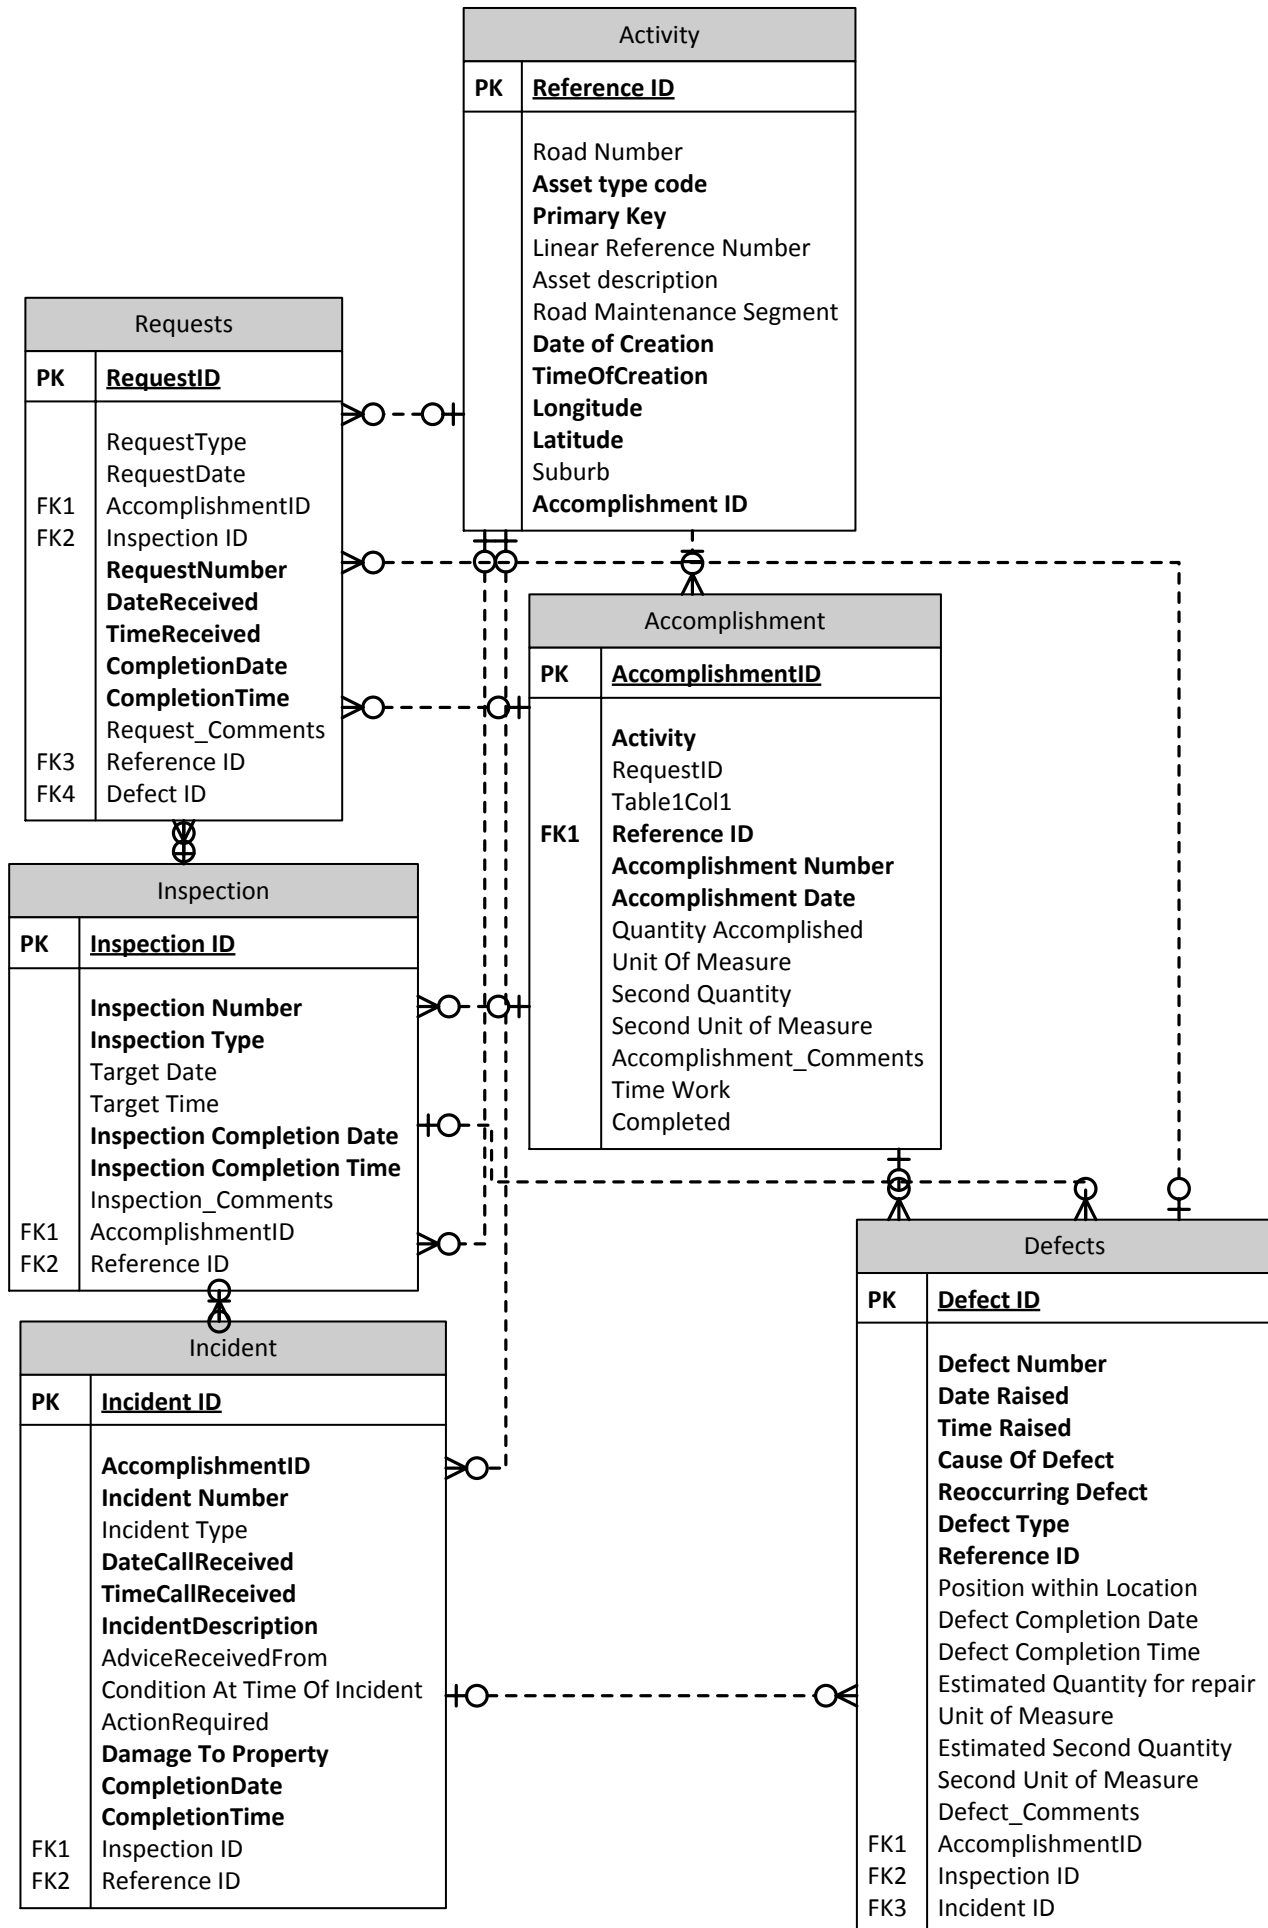 Activity
PK Reference ID
Road Number
Asset type code
Primary Key
Linear Reference Number
Asset description
Road Maintenance Segment
Date of Creation
TimeOfCreation
Longitude
Latitude
Suburb
Accomplishment ID
Requests
PK RequestID
RequestType
RequestDate
FK1 AccomplishmentID
FK2 Inspection ID
RequestNumber
DateReceived
TimeReceived
CompletionDate
CompletionTime
Request_Comments
FK3 Reference ID
FK4 Defect ID
Accomplishment
PK AccomplishmentID
Activity
RequestID
Table1Col1
FK1 Reference ID
Accomplishment Number
Accomplishment Date
Quantity Accomplished
Unit Of Measure
Second Quantity
Second Unit of Measure
Accomplishment_Comments
Time Work
Completed
Inspection
PK Inspection ID
Inspection Number
Inspection Type
Target Date
Target Time
Inspection Completion Date
Inspection Completion Time
Inspection_Comments
FK1 AccomplishmentID
FK2 Reference ID
Incident
PK Incident ID
AccomplishmentID
Incident Number
Incident Type
DateCallReceived
TimeCallReceived
IncidentDescription
AdviceReceivedFrom
Condition At Time Of Incident
ActionRequired
Damage To Property
CompletionDate
CompletionTime
FK1 Inspection ID
FK2 Reference ID
Defects
PK Defect ID
Defect Number
Date Raised
Time Raised
Cause Of Defect
Reoccurring Defect
Defect Type
Reference ID
Position within Location
Defect Completion Date
Defect Completion Time
Estimated Quantity for repair
Unit of Measure
Estimated Second Quantity
Second Unit of Measure
Defect_Comments
FK1 AccomplishmentID
FK2 Inspection ID
FK3 Incident ID